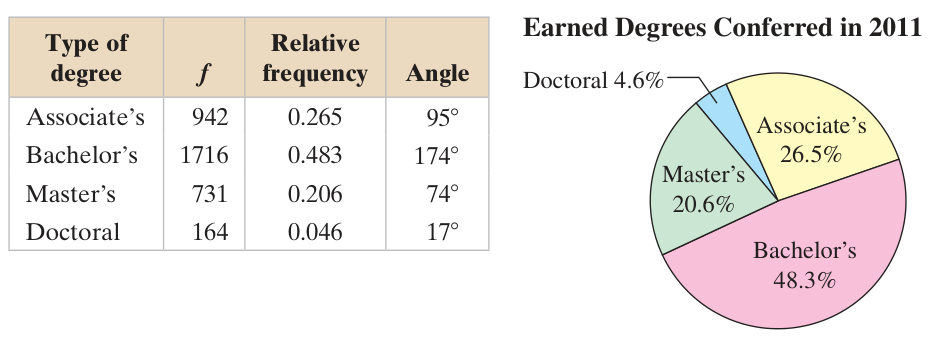 Type of degree f Relative frequency Angle
Associate's 942 0.265 95°
Bachelor's 1716 0.483 174°
Master's 731 0.206 74°
Doctoral 164 0.046 17°
Earned Degrees Conferred in 2011
Doctoral 4.6%
Associate's
26.5%
Master's
20.6%
Bachelor's
48.3%